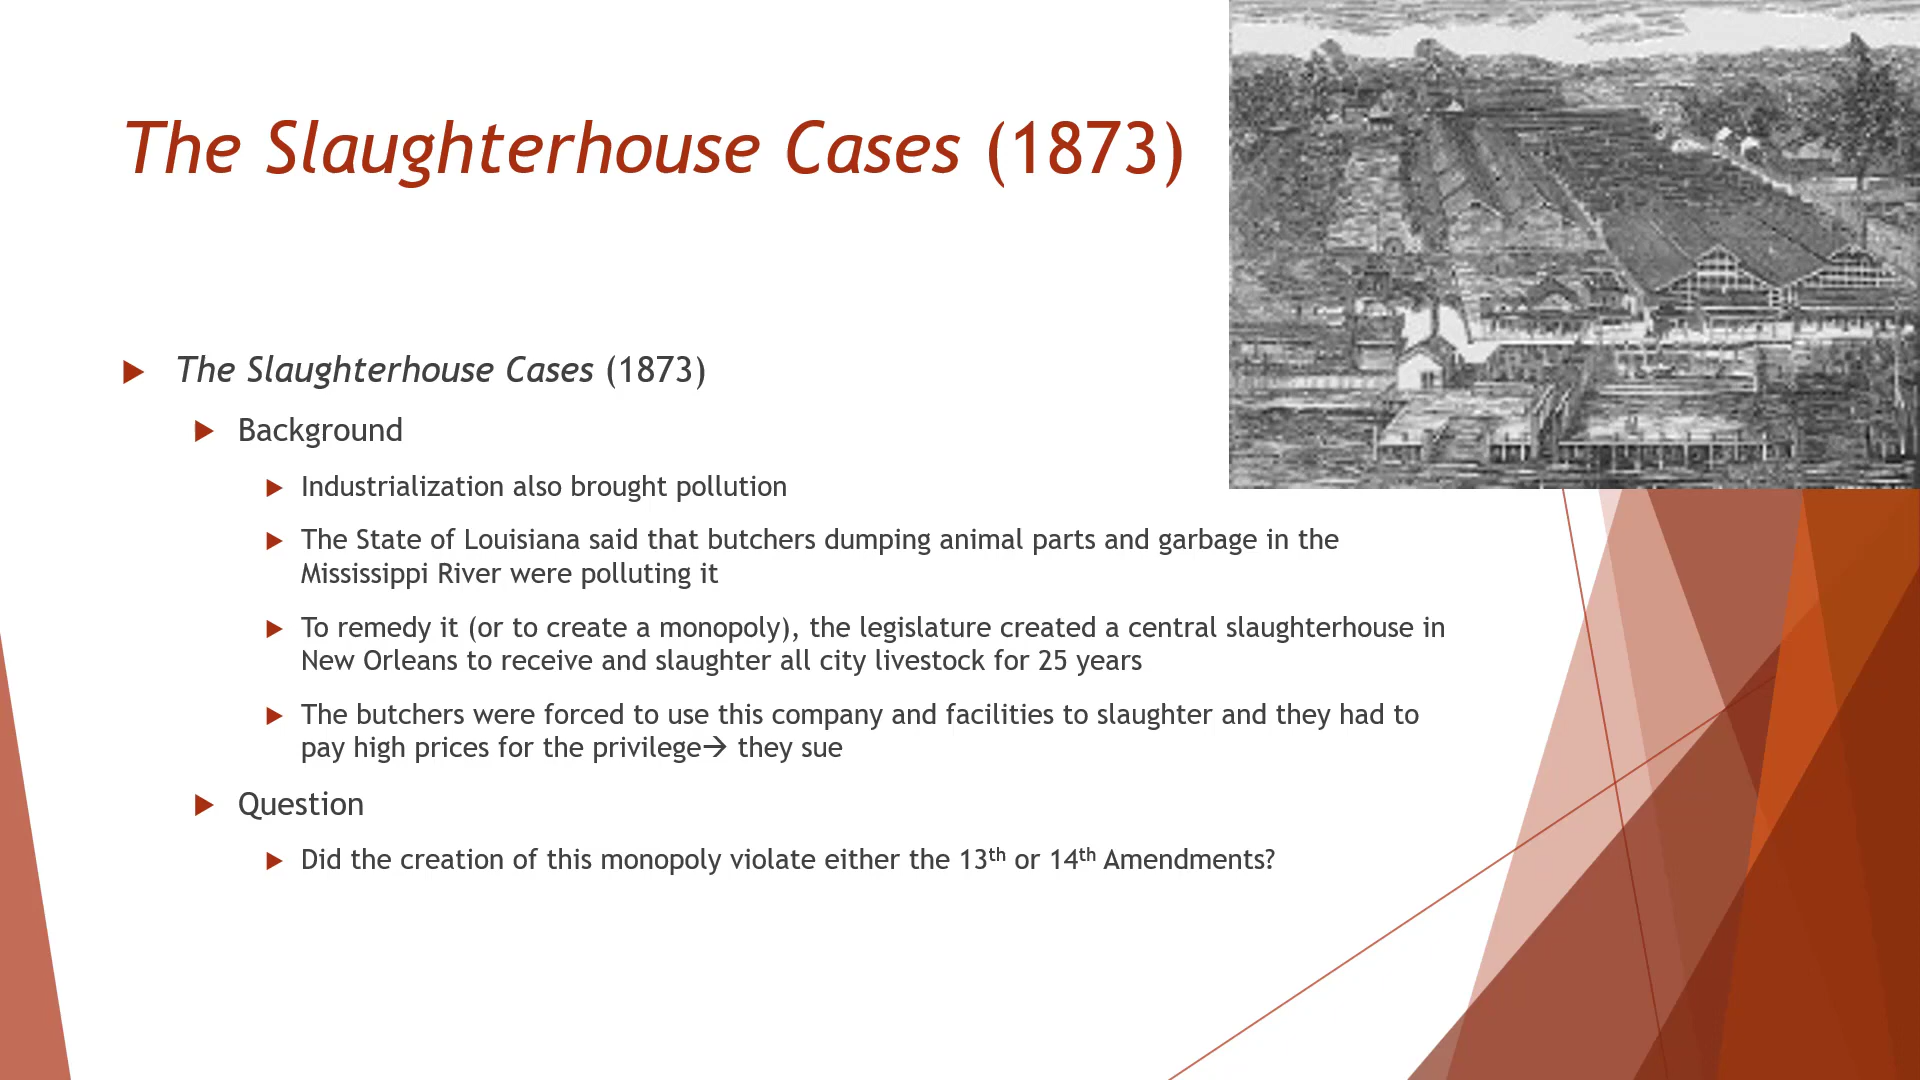 The Slaughterhouse Cases (1873)
The Slaughterhouse Cases (1873)
Background
Industrialization also brought pollution
The State of Louisiana said that butchers dumping animal parts and garbage in the
Mississippi River were polluting it
To remedy it (or to create a monopoly), the legislature created a central slaughterhouse in
New Orleans to receive and slaughter all city livestock for 25 years
The butchers were forced to use this company and facilities to slaughter and they had to
pay high prices for the privilege→ they sue
Question
Did the creation of this monopoly violate either the 13th or 14th Amendments?